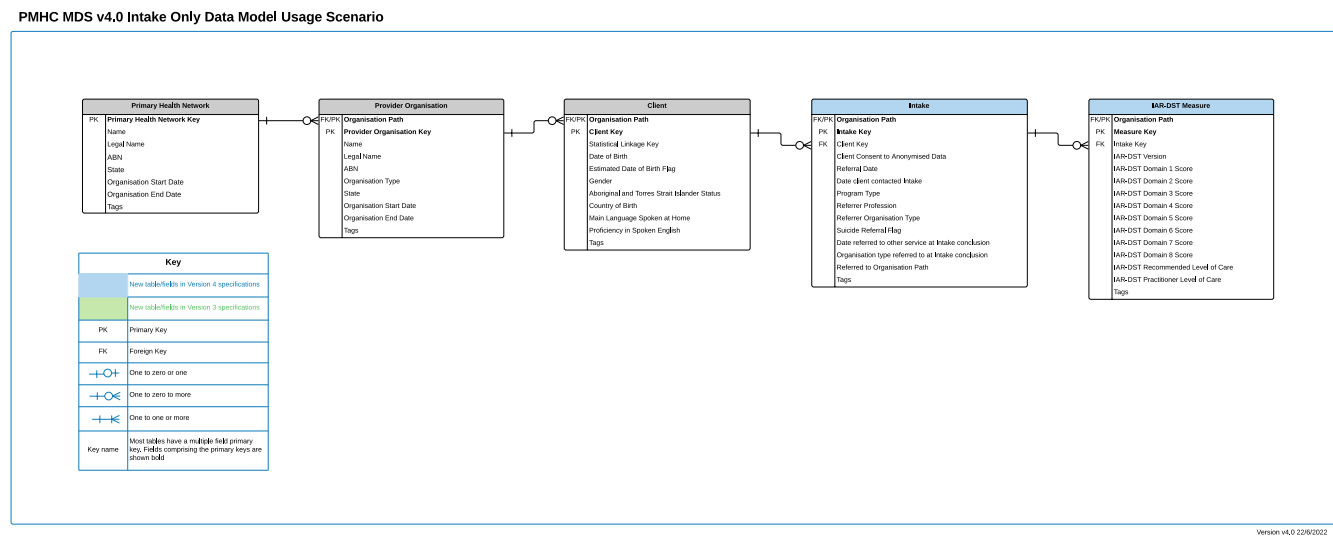 PMHC MDS v4.0 Intake Only Data Model Usage Scenario
Primary Health Network
PK Primary Health Network Key
Name
Legal Name
ABN
State
Organisation Start Date
Organisation End Date
Tags
Provider Organisation
FK/PK Organisation Path
PK Provider Organisation Key
Name
Legal Name
ABN
Organisation Type
State
Organisation Start Date
Organisation End Date
Tags
Client
FK/PK Organisation Path
PK Client Key
Statistical Linkage Key
Date of Birth
Estimated Date of Birth Flag
Gender
Aboriginal and Torres Strait Islander Status
Country of Birth
Main Language Spoken at Home
Proficiency in Spoken English
Tags
Intake
FK/PK Organisation Path
PK Intake Key
FK Client Key
Client Consent to Anonymised Data
Referral Date
Date client contacted Intake
Program Type
Referrer Profession
Referrer Organisation Type
Suicide Referral Flag
Date referred to other service at Intake conclusion
Organisation type referred to at Intake conclusion
Referred to Organisation Path
Tags
IAR-DST Measure
FK/PK Organisation Path
PK Measure Key
FK Intake Key
IAR-DST Version
IAR-DST Domain 1 Score
IAR-DST Domain 2 Score
IAR-DST Domain 3 Score
IAR-DST Domain 4 Score
IAR-DST Domain 5 Score
IAR-DST Domain 6 Score
IAR-DST Domain 7 Score
IAR-DST Domain 8 Score
IAR-DST Recommended Level of Care
IAR-DST Practitioner Level of Care
Tags
Key
New table/fields in Version 4 specifications
New table/fields in Version 3 specifications
PK Primary Key
FK Foreign Key
One to zero or one
One to zero to more
One to one or more
Key name
Most tables have a multiple field primary
key. Fields comprising the primary keys are
shown bold
Version v4.0 22/6/2022